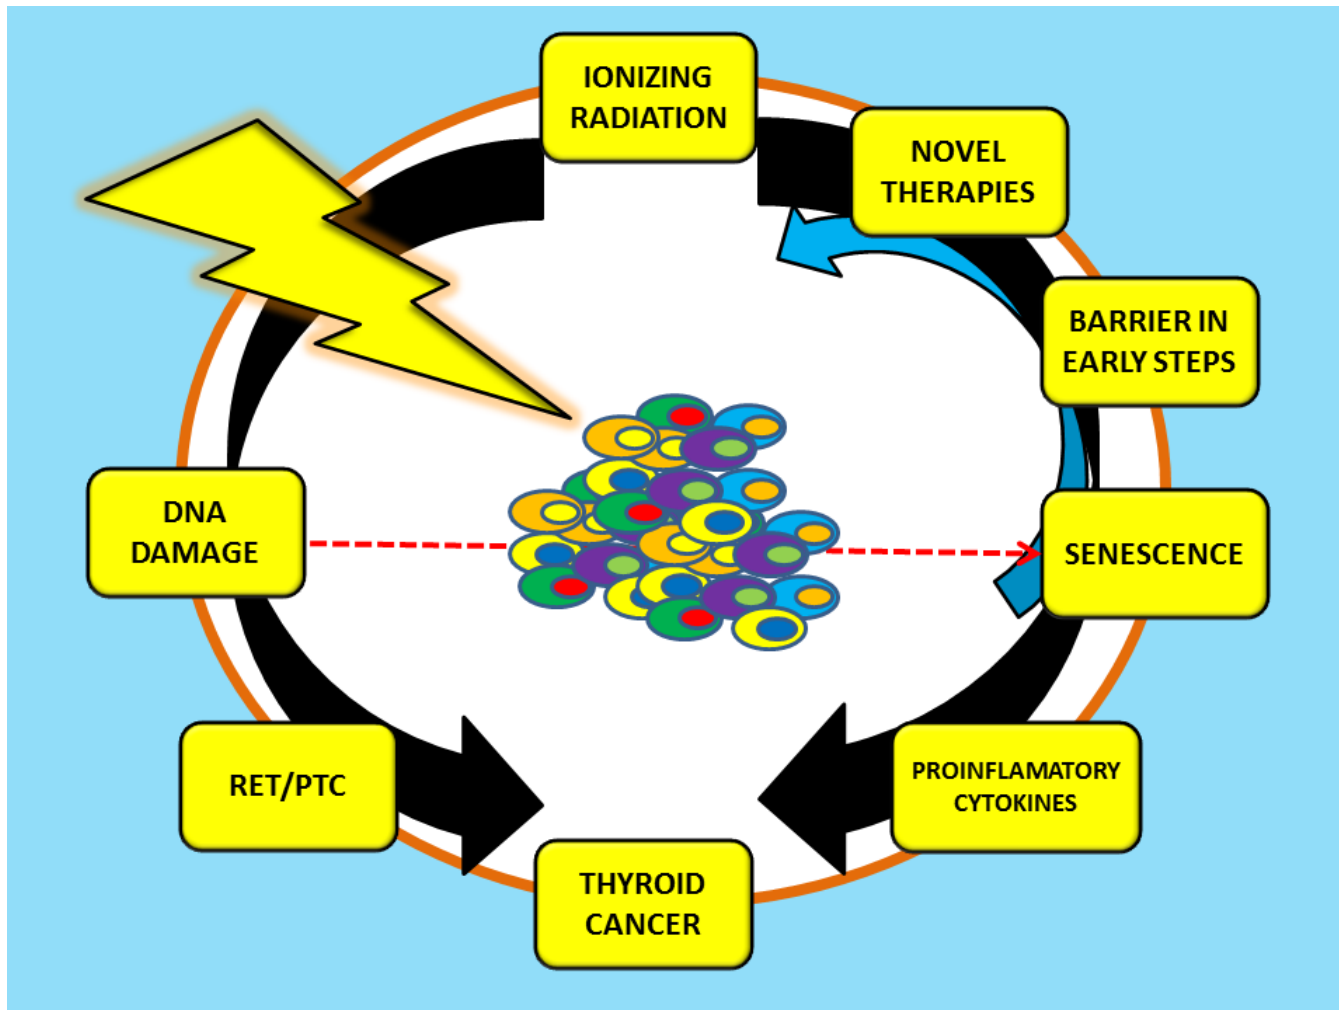 IONIZING
RADIATION
NOVEL
THERAPIES
BARRIER IN
EARLY STEPS
DNA
DAMAGE
SENESCENCE
RET/PTC
PROINFLAMATORY
CYTOKINES
THYROID
CANCER